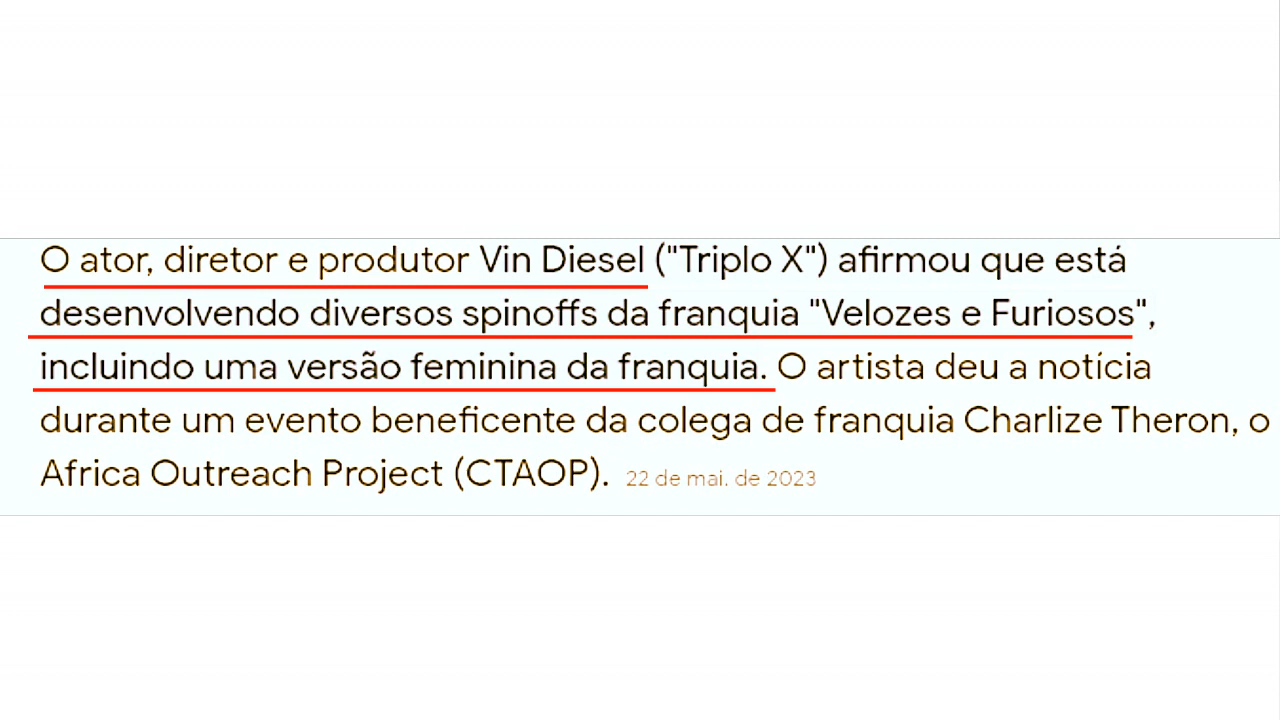 O ator, diretor e produtor Vin Diesel ("Triplo X") afirmou que está
desenvolvendo diversos spinoffs da franquia "Velozes e Furiosos",
incluindo uma versão feminina da franquia. O artista deu a notícia
durante um evento beneficente da colega de franquia Charlize Theron, o
Africa Outreach Project (CTAOP). 22 de mai. de 2023